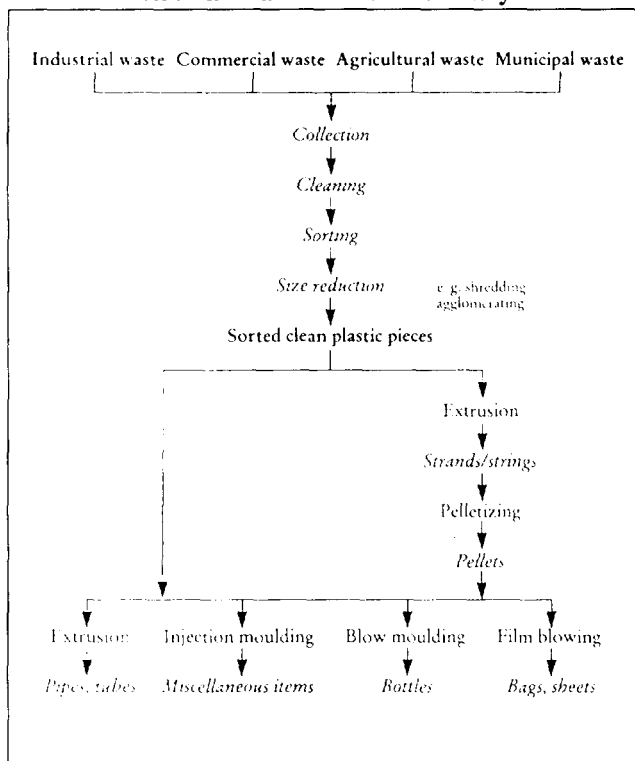 Industrial waste Commercial waste Agricultural waste Municipal waste
Collection
Cleaning
Sorting
Size reduction
e. g. shredding
agglomerating
Sorted clean plastic pieces
Extrusion
Strands/strings
Pelletizing
Pellets
Extrusion Injection moulding Blow moulding Film blowing
Pipes, tubes Miscellaneous items Bottles Bags, sheets